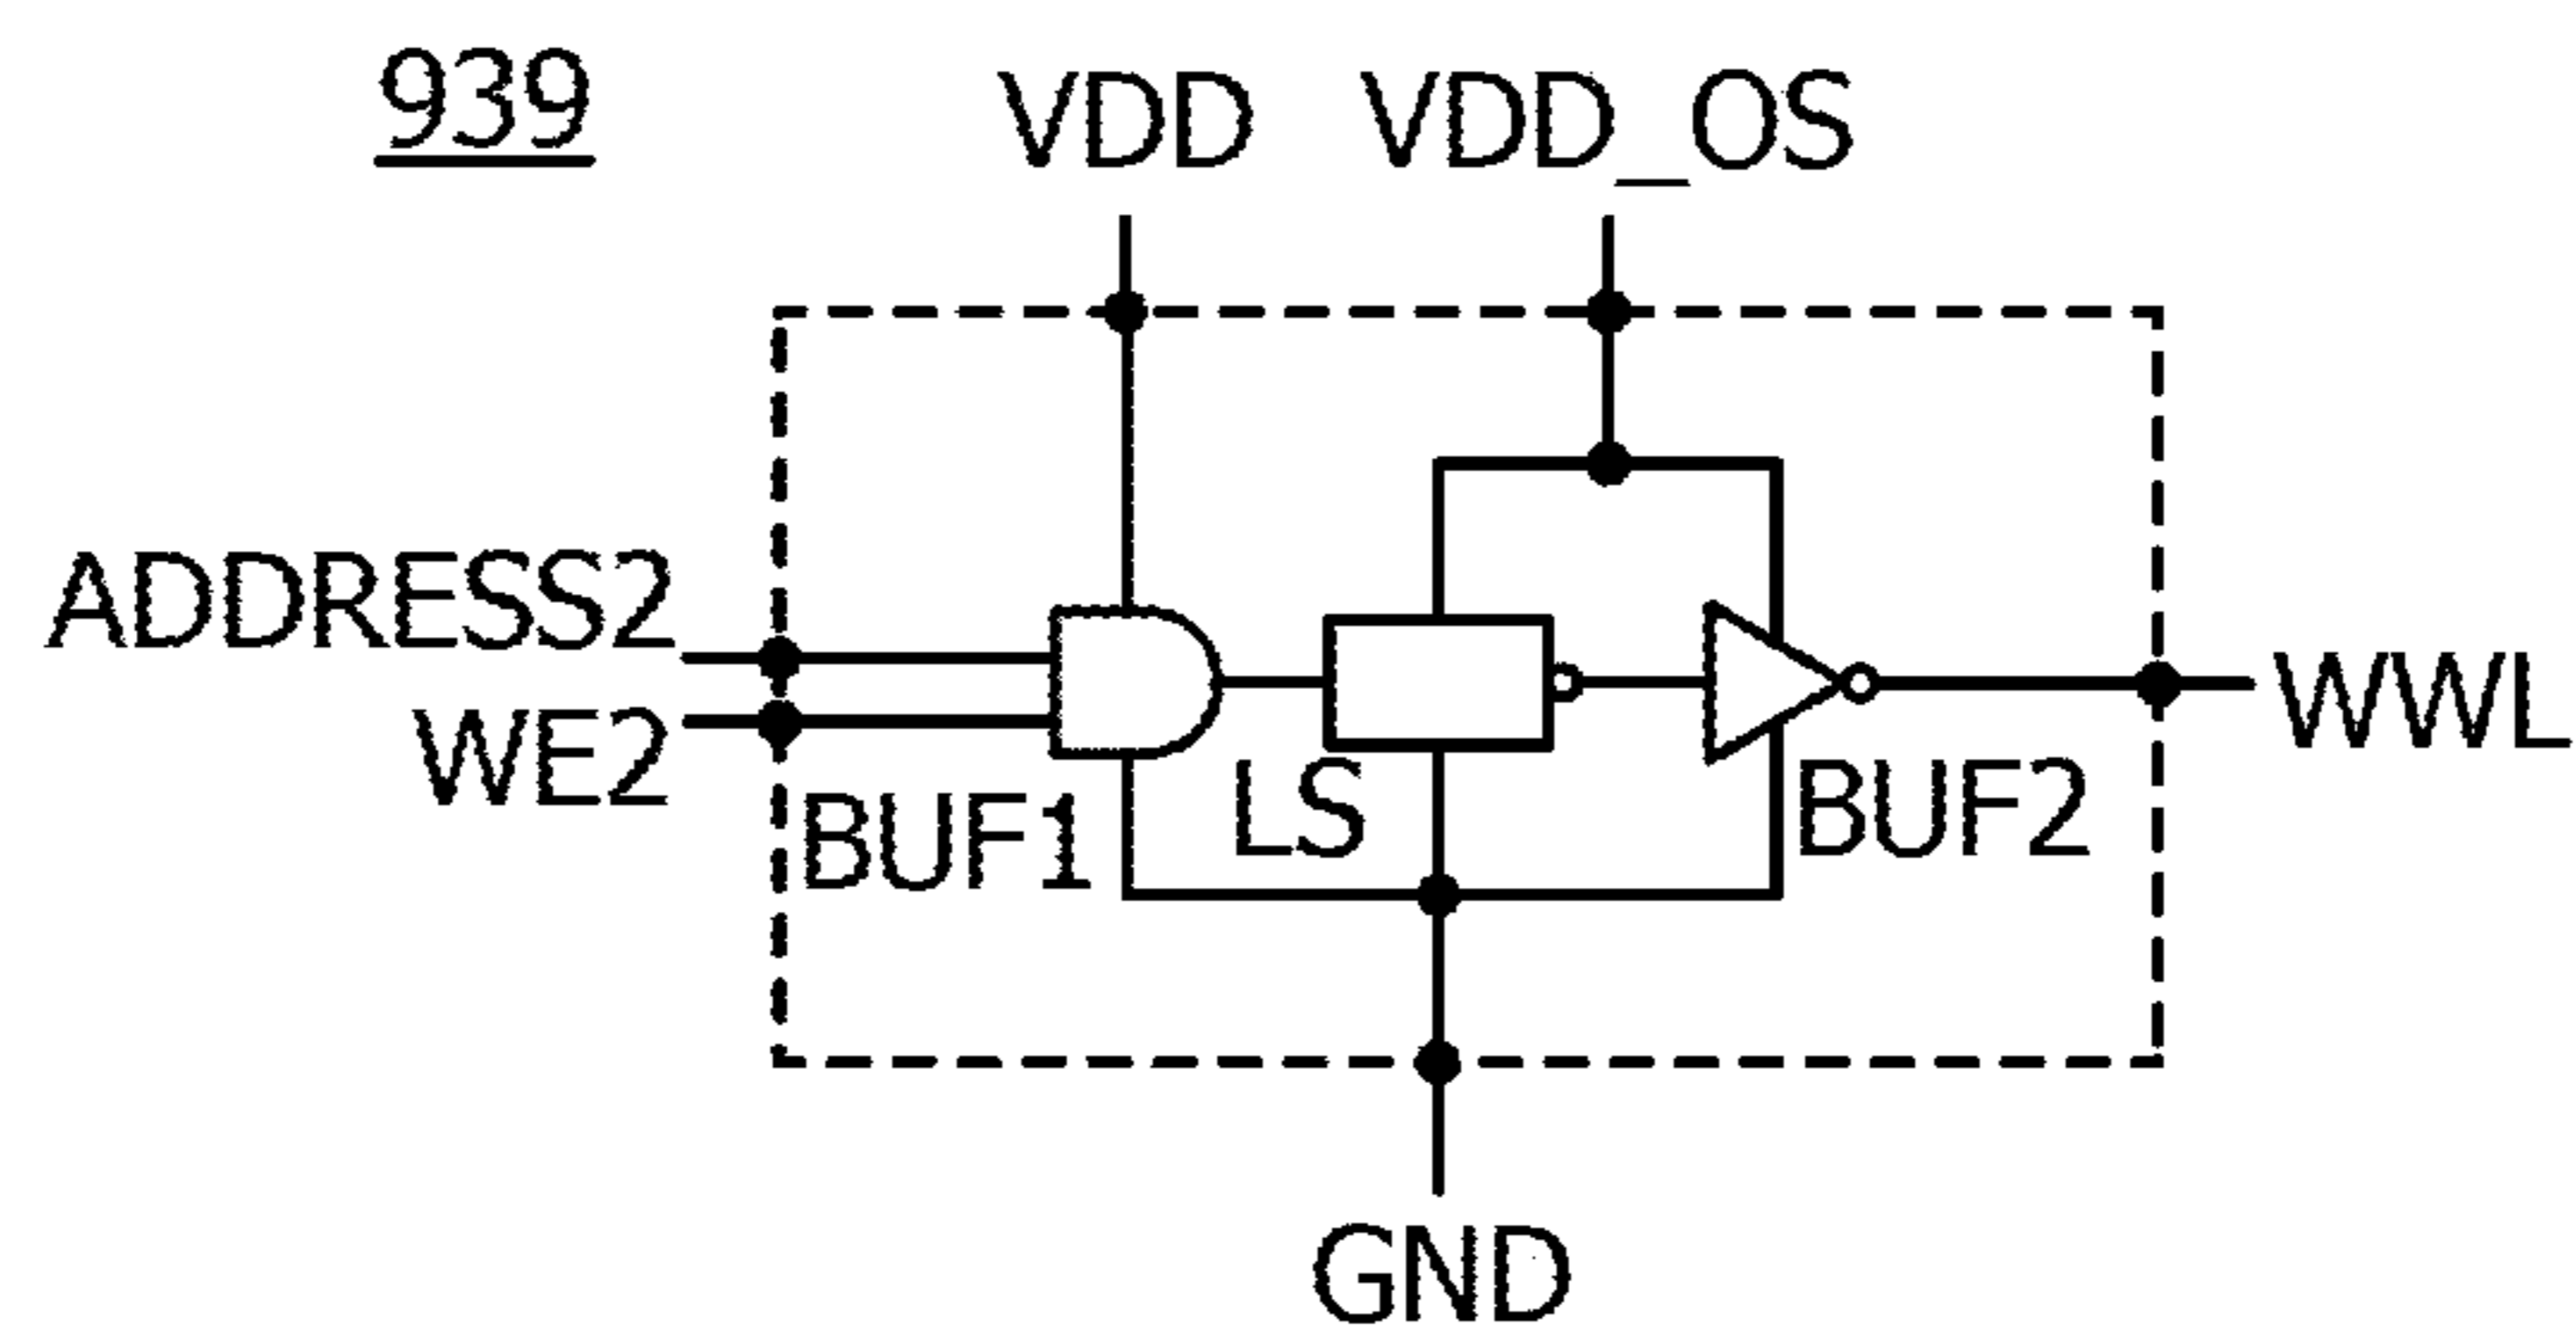 939
VDD VDD_OS
ADDRESS2
WE2
WWL
BUF1 LS BUF2
GND